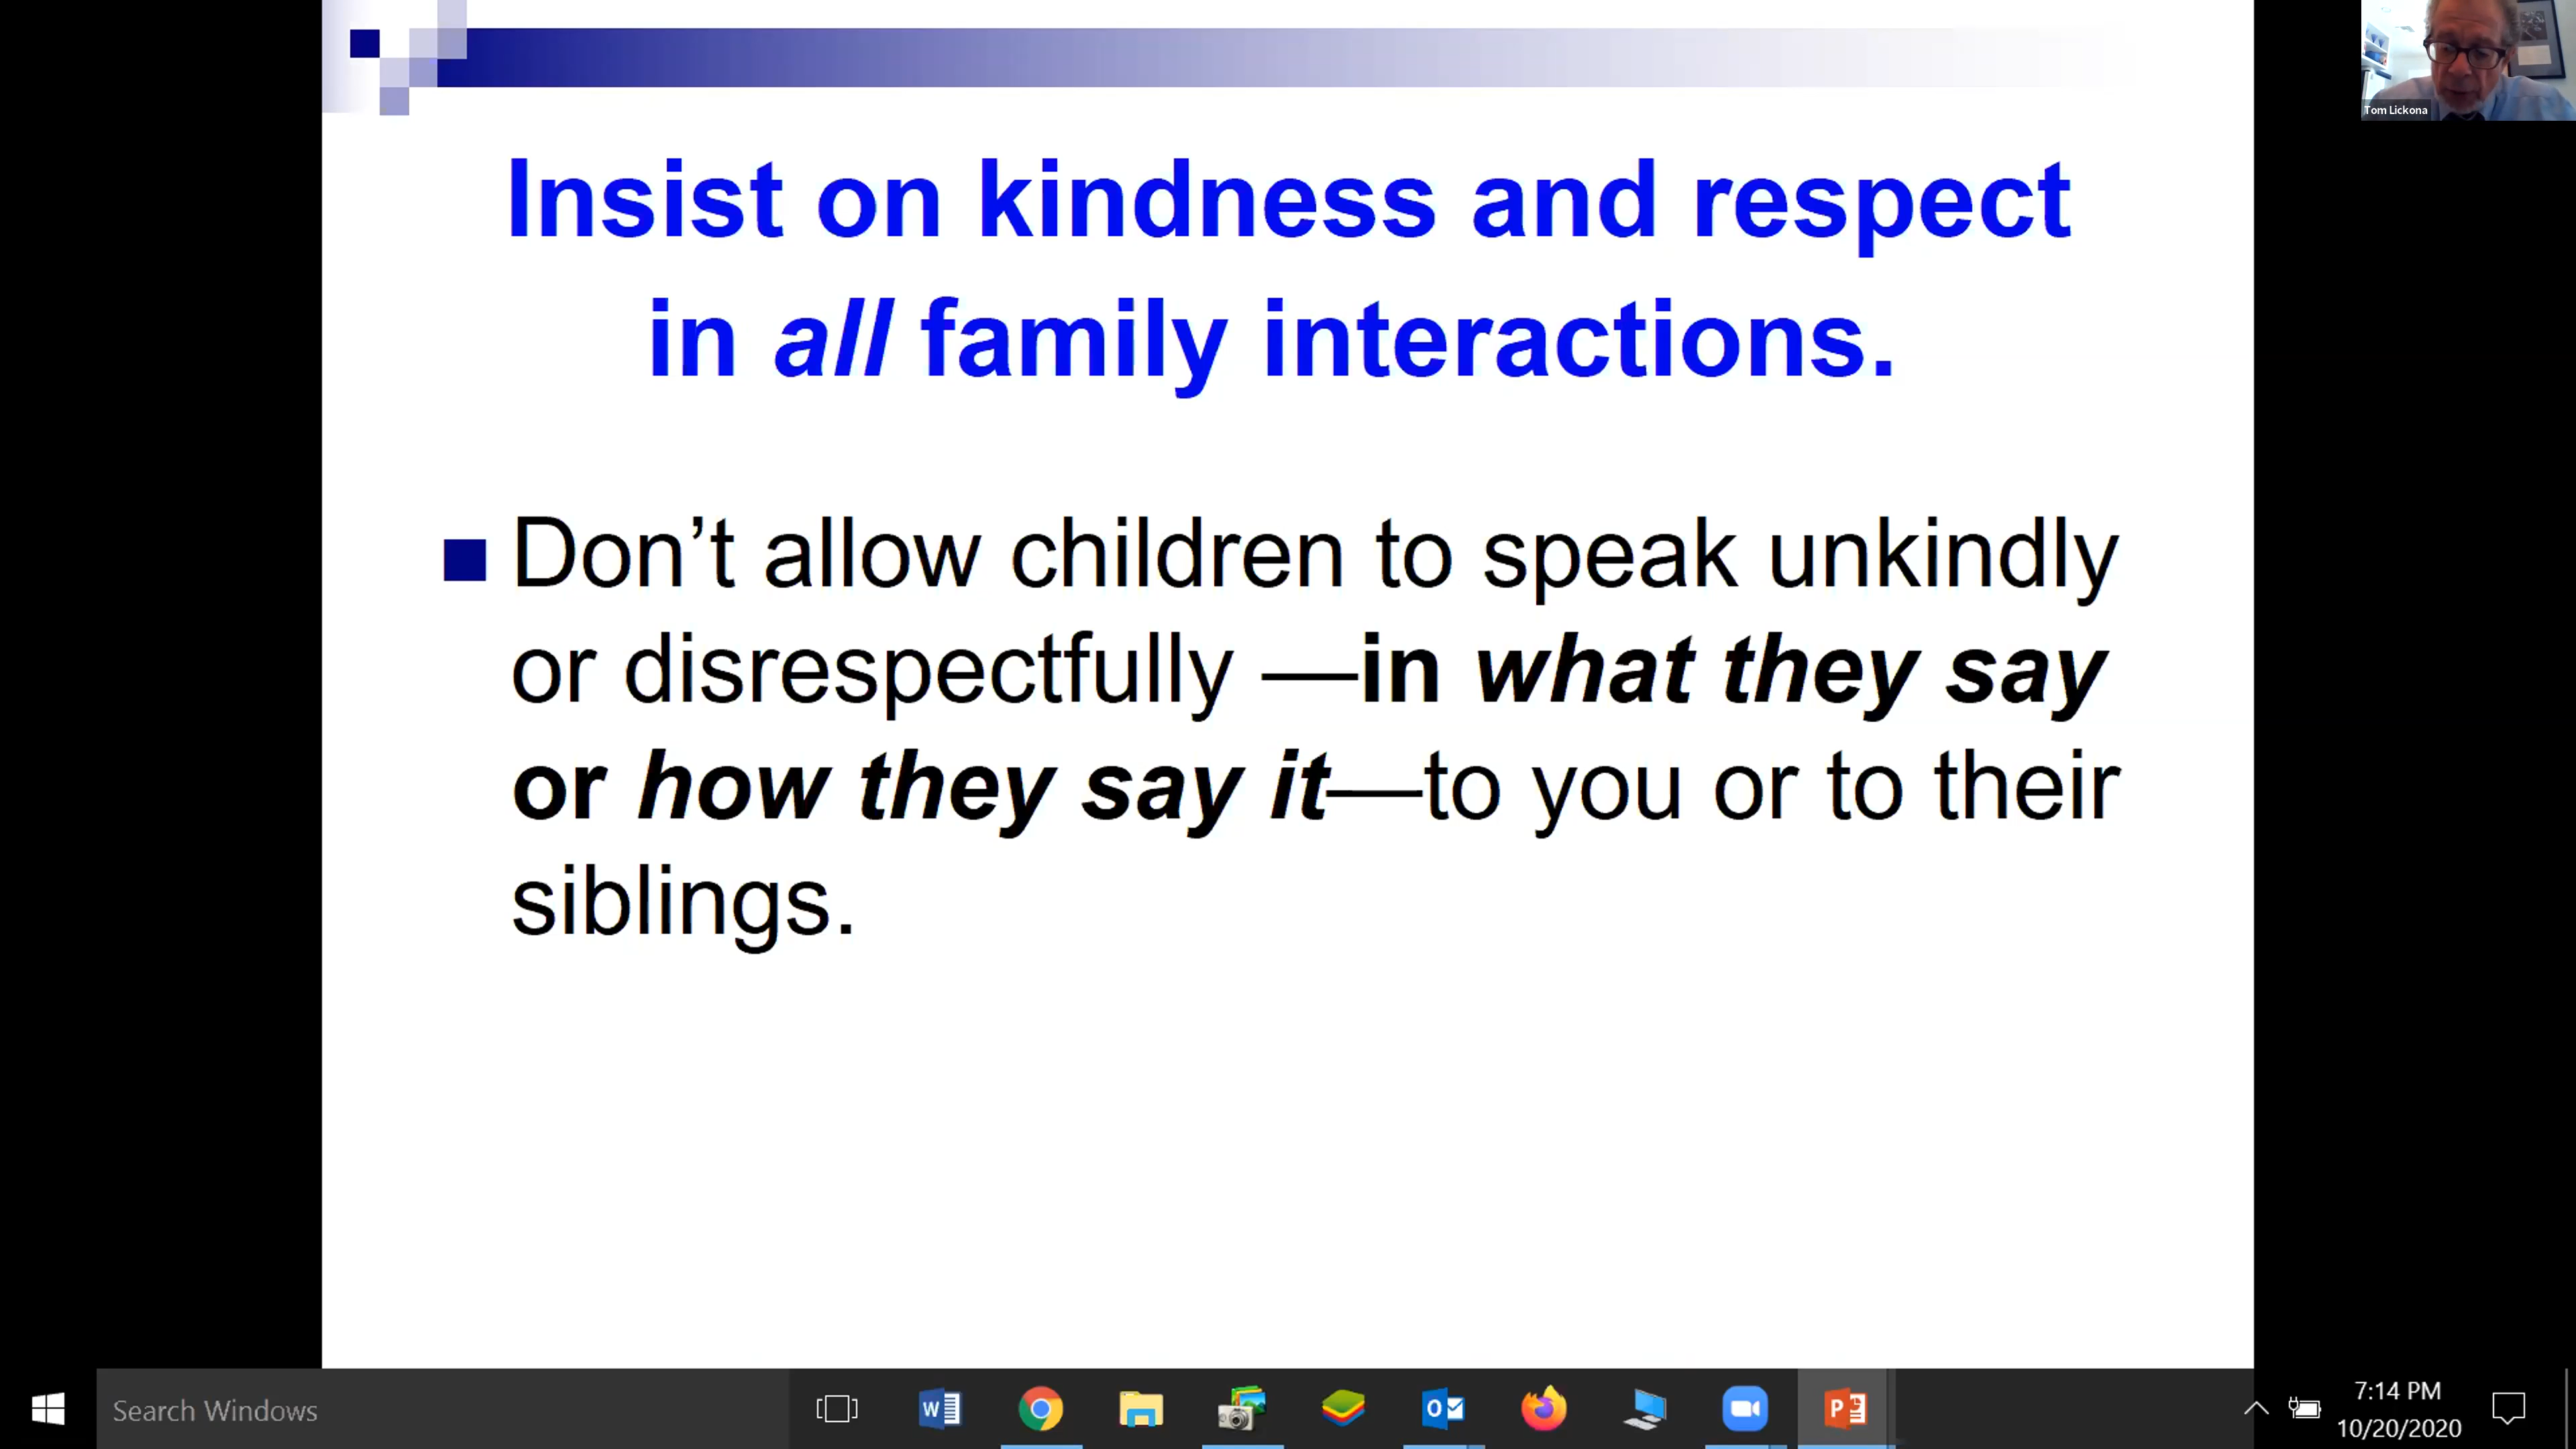 Tom Lickona
Insist on kindness and respect
in all family interactions.
Don’t allow children to speak unkindly
or disrespectfully —in what they say
or how they say it—to you or to their
siblings.
Search Windows
7:14 PM
10/20/2020